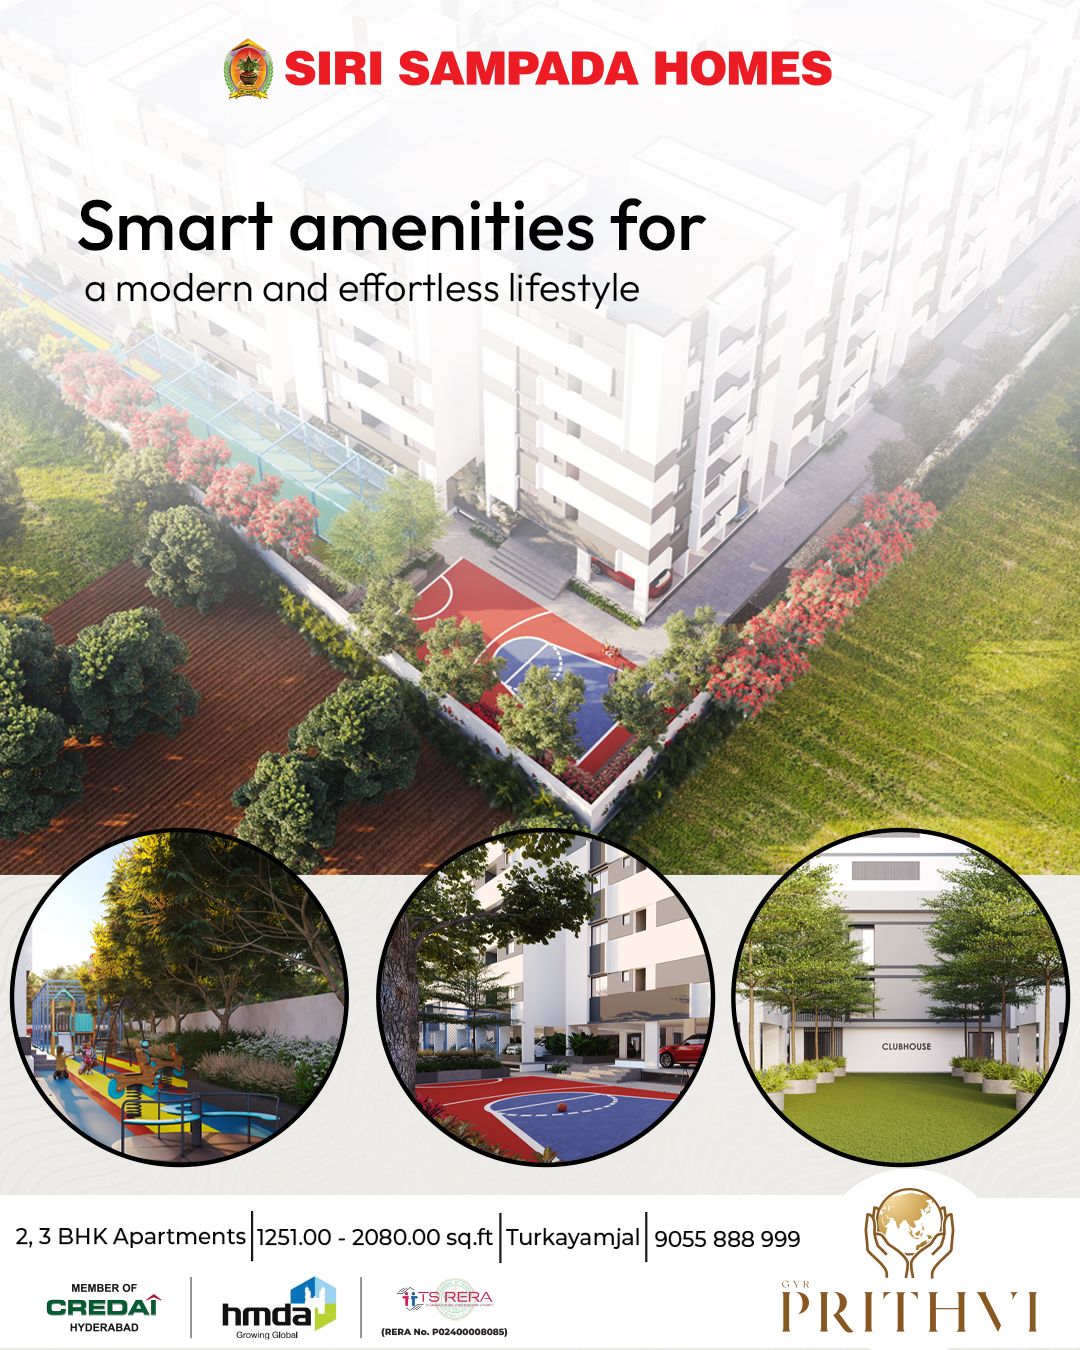 SIRI SAMPADA HOMES
Smart amenities for
a modern and effortless lifestyle
CLUBHOUSE
2, 3 BHK Apartments
1251.00 - 2080.00 sq.ft
Turkayamjal
9055 888 999
MEMBER OF
CREDAI
HYDERABAD
hmda
Growing Global
TS RERA
(RERA No. P02400008085)
GYR
PRITHVI